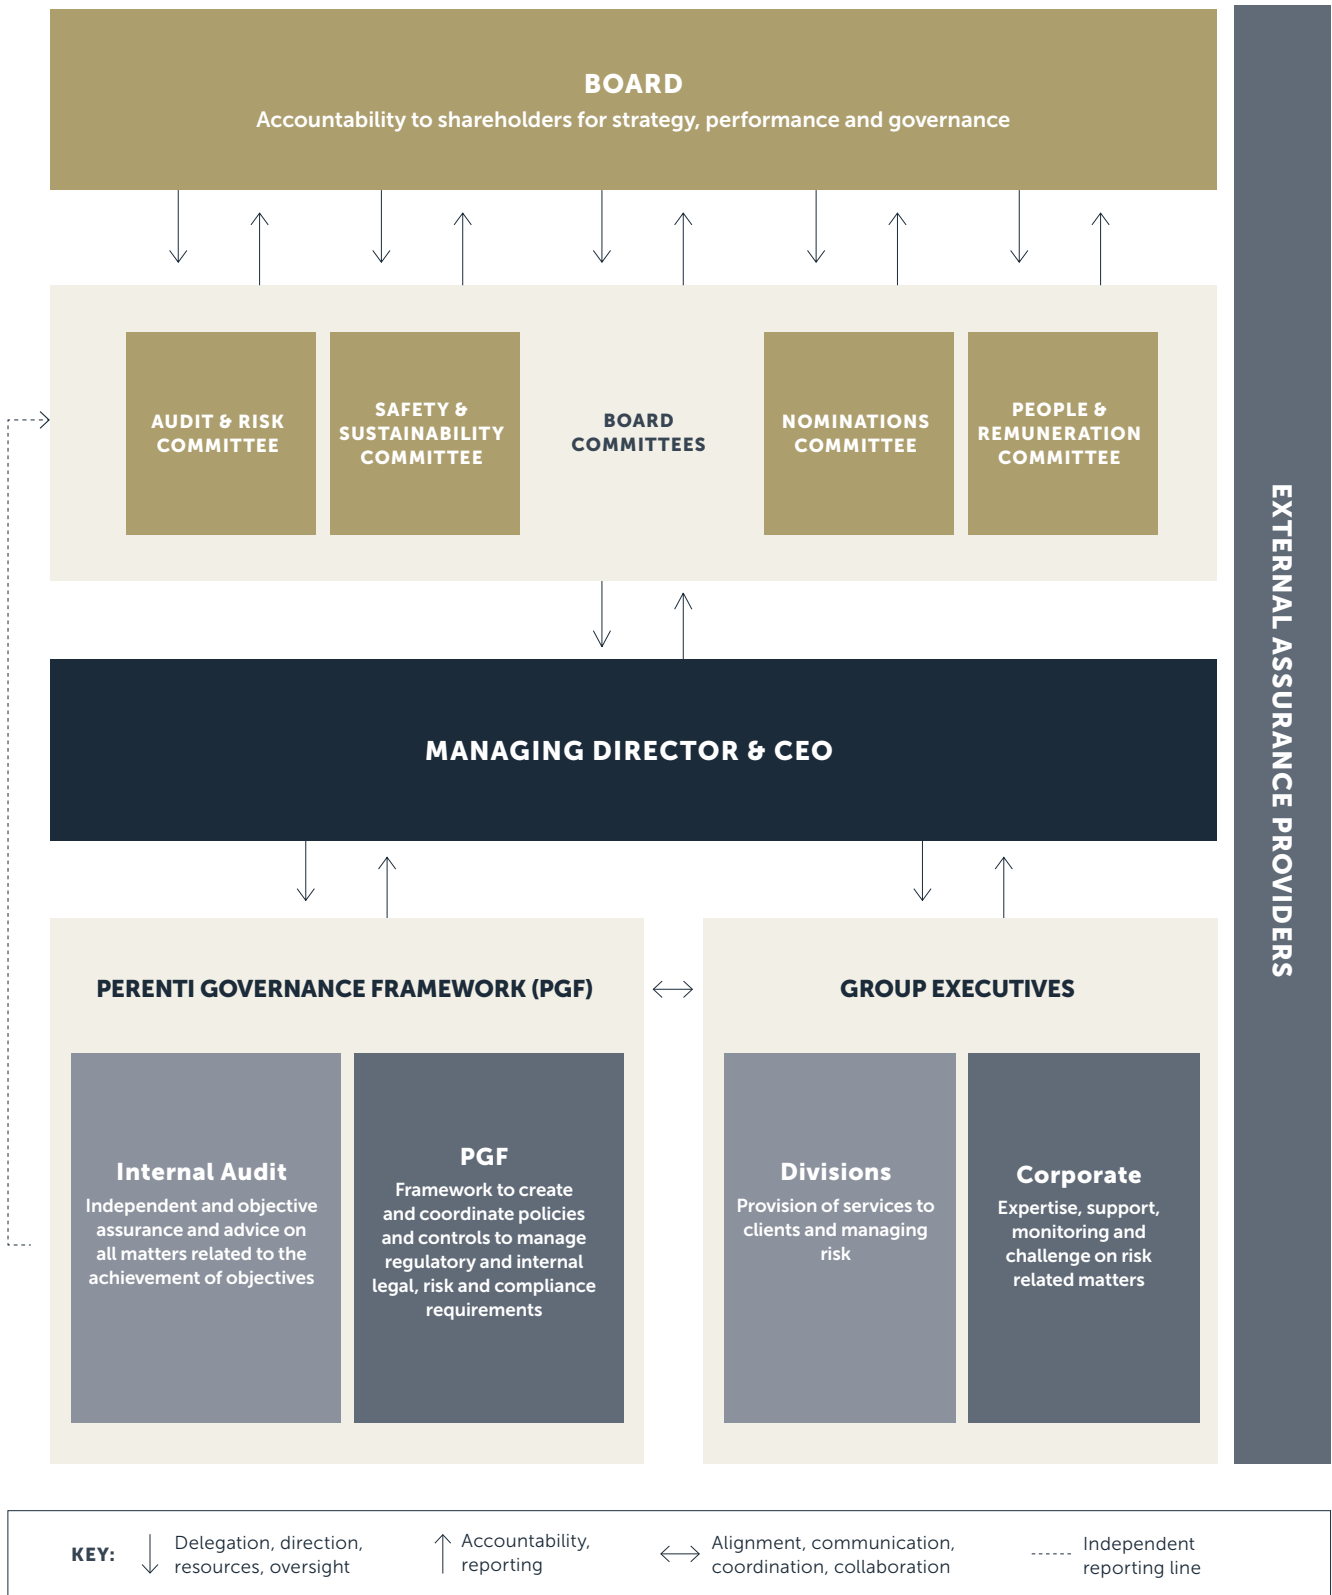 BOARD
Accountability to shareholders for strategy, performance and governance
AUDIT & RISK
COMMITTEE
SAFETY &
SUSTAINABILITY
COMMITTEE
BOARD
COMMITTEES
NOMINATIONS
COMMITTEE
PEOPLE &
REMUNERATION
COMMITTEE
MANAGING DIRECTOR & CEO
PERENTI GOVERNANCE FRAMEWORK (PGF)
Internal Audit
Independent and objective
assurance and advice on
all matters related to the
achievement of objectives
PGF
Framework to create
and coordinate policies
and controls to manage
regulatory and internal
legal, risk and compliance
requirements
GROUP EXECUTIVES
Divisions
Provision of services to
clients and managing
risk
Corporate
Expertise, support,
monitoring and
challenge on risk
related matters
EXTERNAL ASSURANCE PROVIDERS
KEY:
Delegation, direction,
resources, oversight
Accountability,
reporting
Alignment, communication,
coordination, collaboration
Independent
reporting line